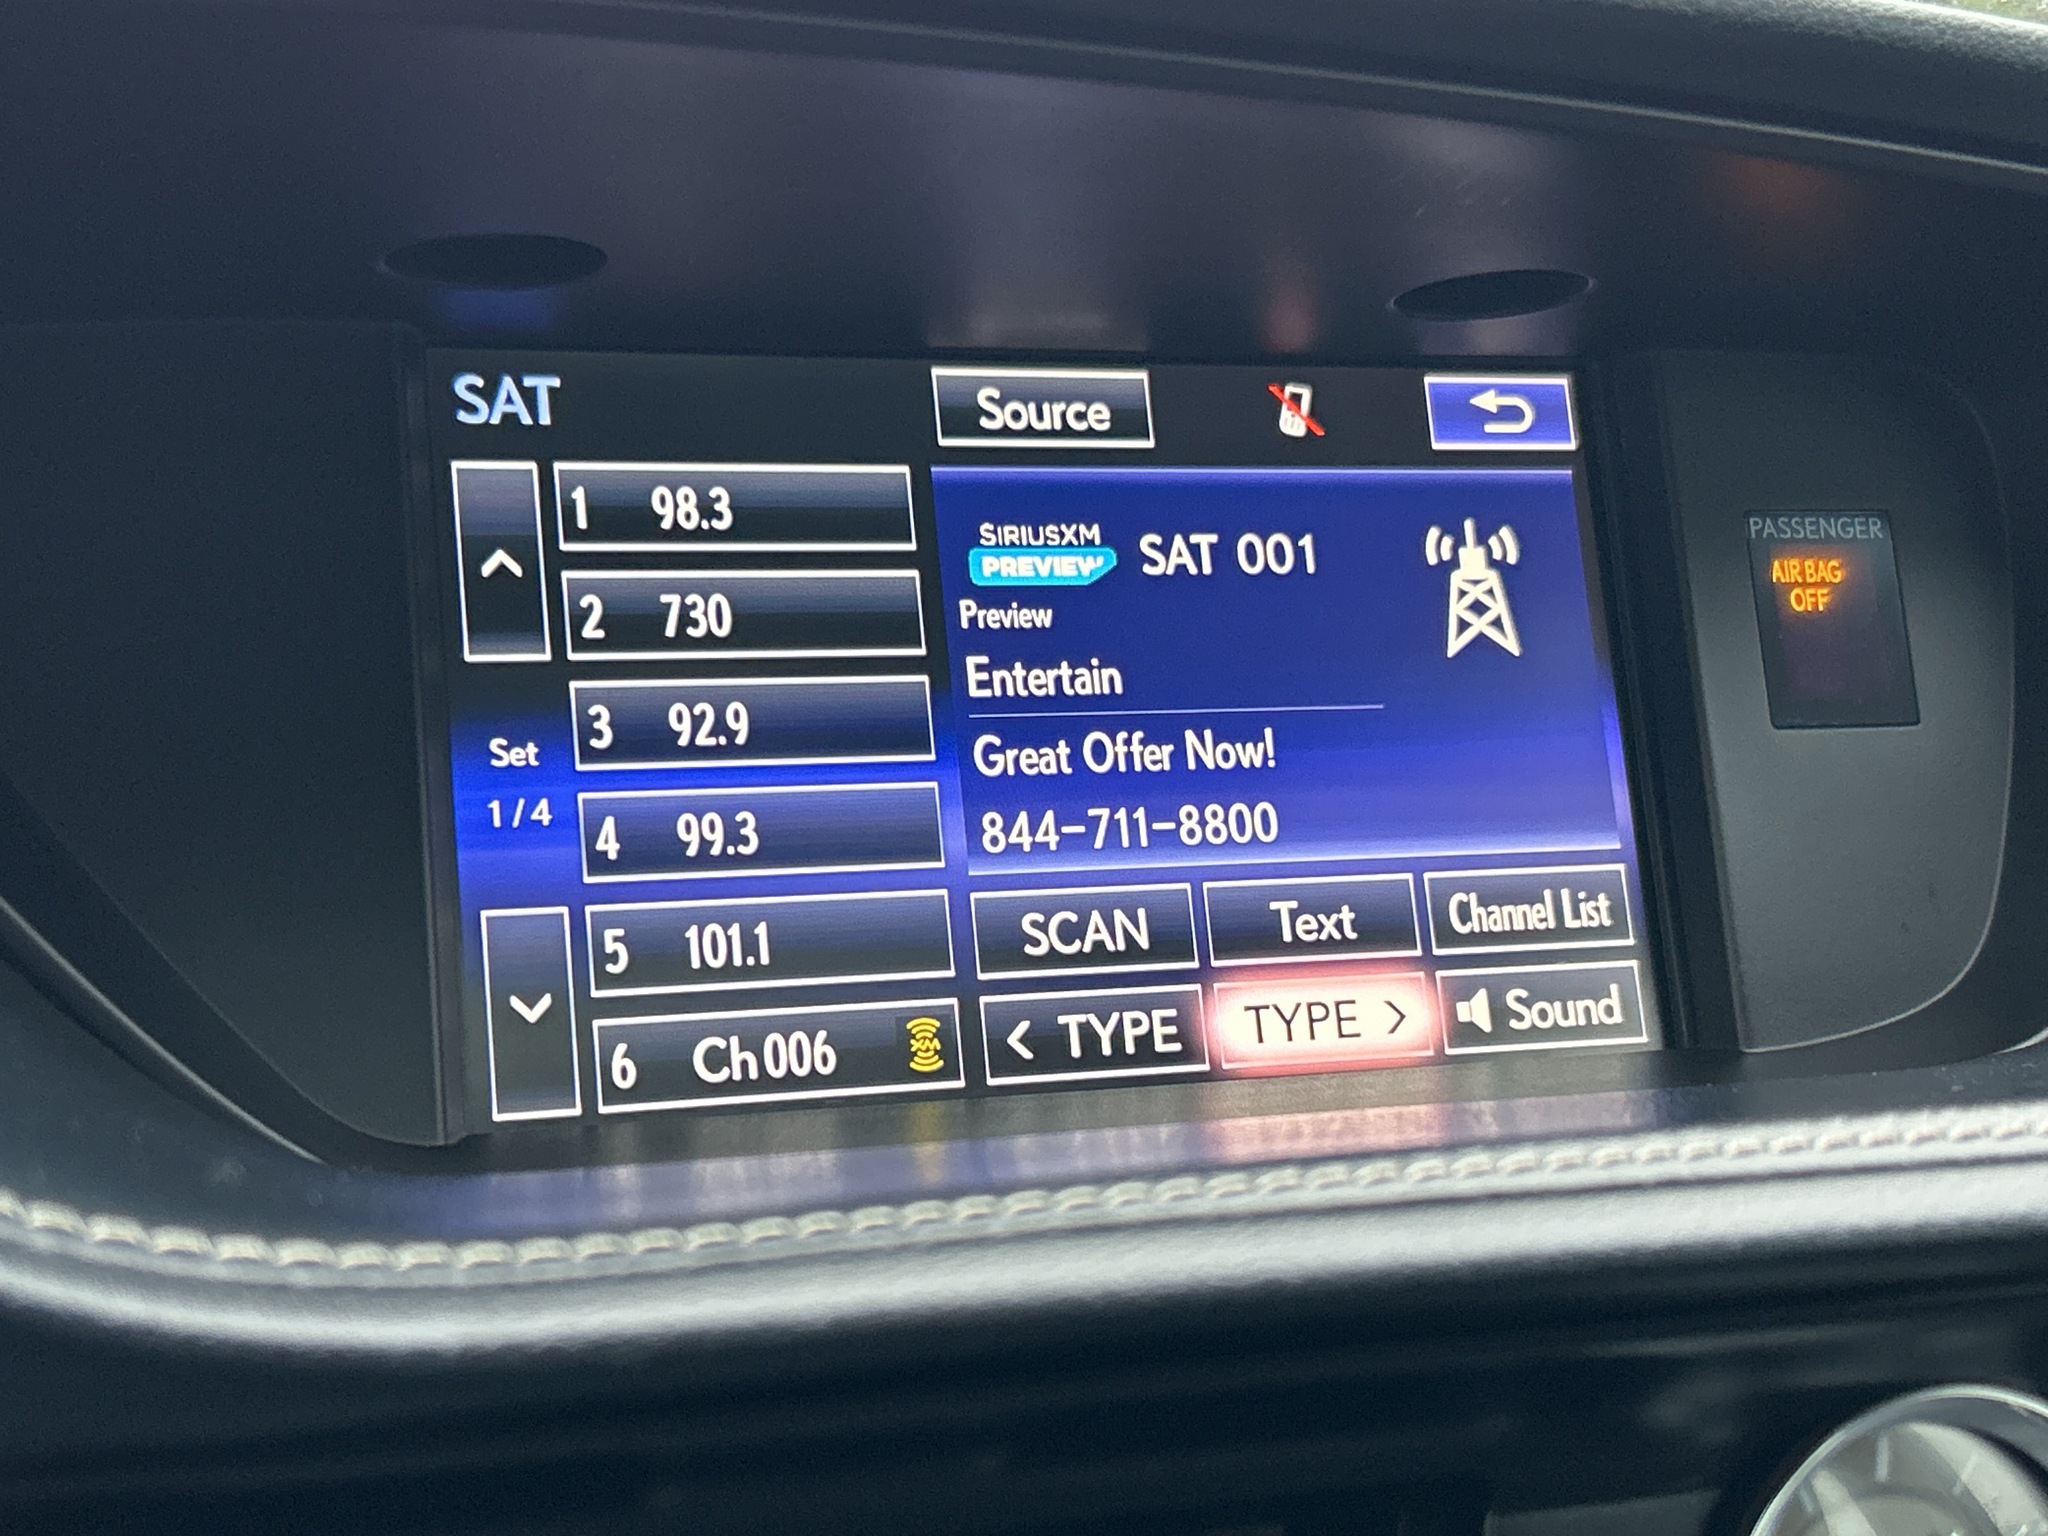 SAT
Source
1 98.3
2 730
3 92.9
4 99.3
5 101.1
6 Ch006 XM
Set
1/4
SIRIUSXM
PREVIEW
SAT 001
Preview
Entertain
Great Offer Now!
844-711-8800
SCAN
Text
Channel List
< TYPE
TYPE >
Sound
PASSENGER
AIR BAG
OFF